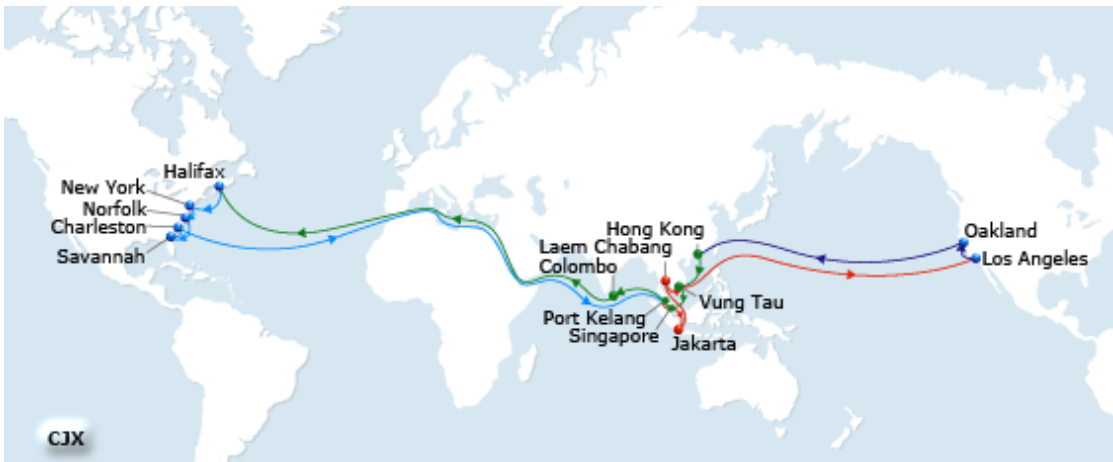 Halifax
New York
Norfolk
Charleston
Savannah
Hong Kong
Laem Chabang
Colombo
Oakland
Los Angeles
Vung Tau
Port Kelang
Singapore
Jakarta
CJX